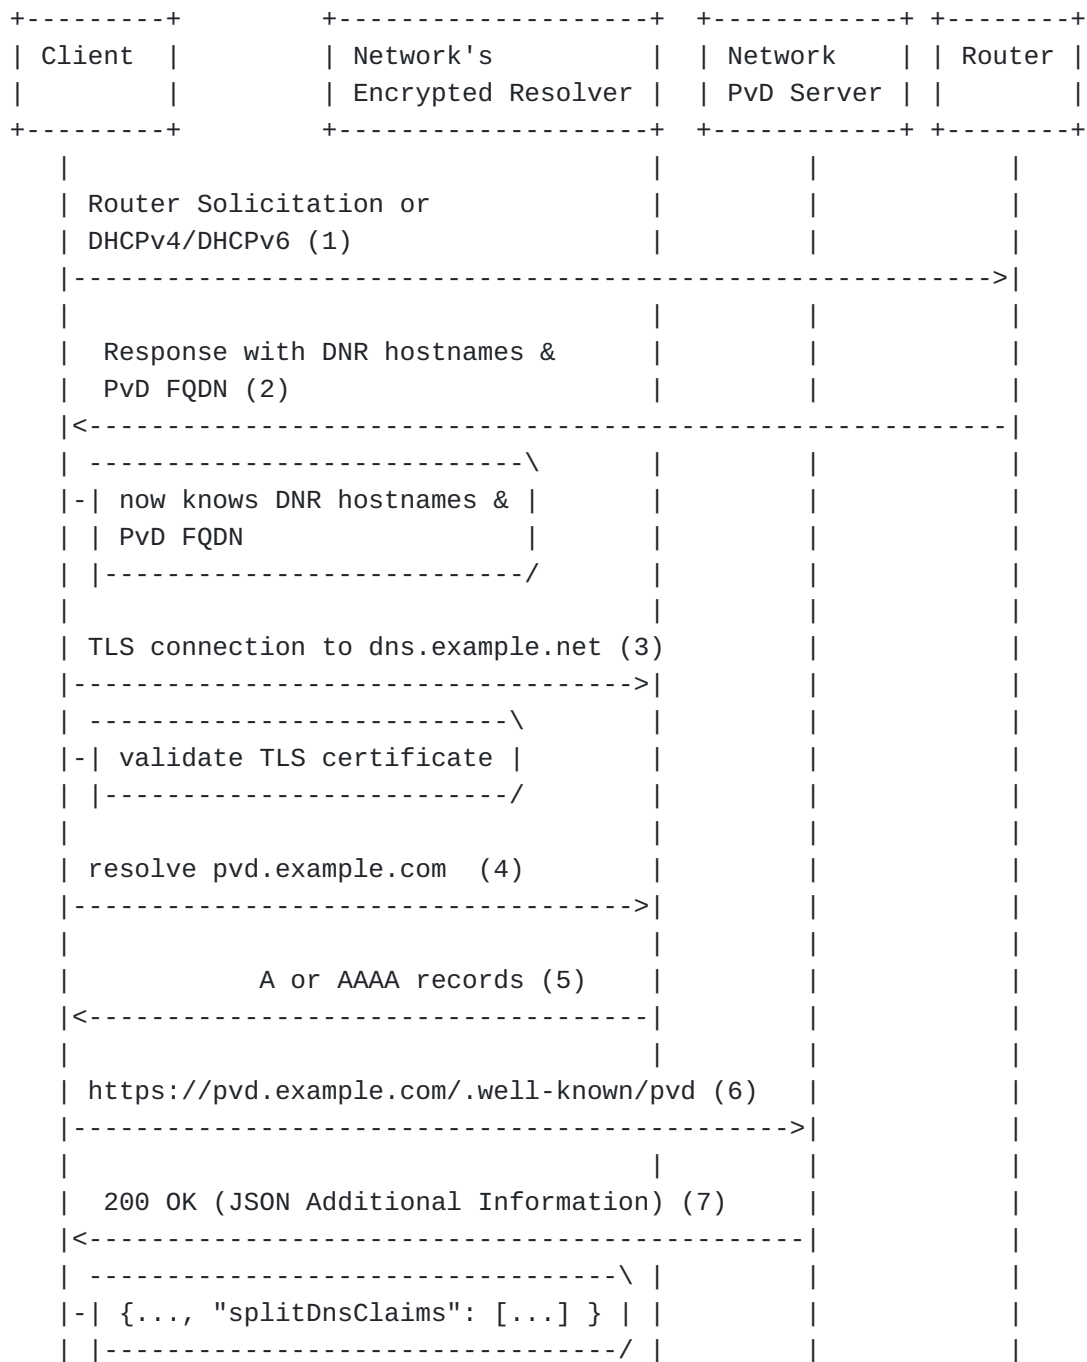 +---------+         +--------------------+  +------------+ +--------+
| Client  |         | Network's          |  | Network    | | Router |
|         |         | Encrypted Resolver |  | PvD Server | |        |
+---------+         +--------------------+  +------------+ +--------+
   |                                     |         |            |
   | Router Solicitation or              |         |            |
   | DHCPv4/DHCPv6 (1)                   |         |            |
   |----------------------------------------------------------->|
   |                                     |         |            |
   |  Response with DNR hostnames &      |         |            |
   |  PvD FQDN (2)                       |         |            |
   |<-----------------------------------------------------------|
   | ----------------------------\       |         |            |
   |-| now knows DNR hostnames & |       |         |            |
   | | PvD FQDN                  |       |         |            |
   | |---------------------------/       |         |            |
   |                                     |         |            |
   | TLS connection to dns.example.net (3)         |            |
   |------------------------------------>|         |            |
   | ---------------------------\        |         |            |
   |-| validate TLS certificate |        |         |            |
   | |--------------------------/        |         |            |
   |                                     |         |            |
   | resolve pvd.example.com  (4)        |         |            |
   |------------------------------------>|         |            |
   |                                     |         |            |
   |            A or AAAA records (5)    |         |            |
   |<------------------------------------|         |            |
   |                                     |         |            |
   | https://pvd.example.com/.well-known/pvd (6)   |            |
   |---------------------------------------------->|            |
   |                                     |         |            |
   |  200 OK (JSON Additional Information) (7)     |            |
   |<----------------------------------------------|            |
   | ----------------------------------\ |         |            |
   |-| {..., "splitDnsClaims": [...] } | |         |            |
   | |---------------------------------/ |         |            |